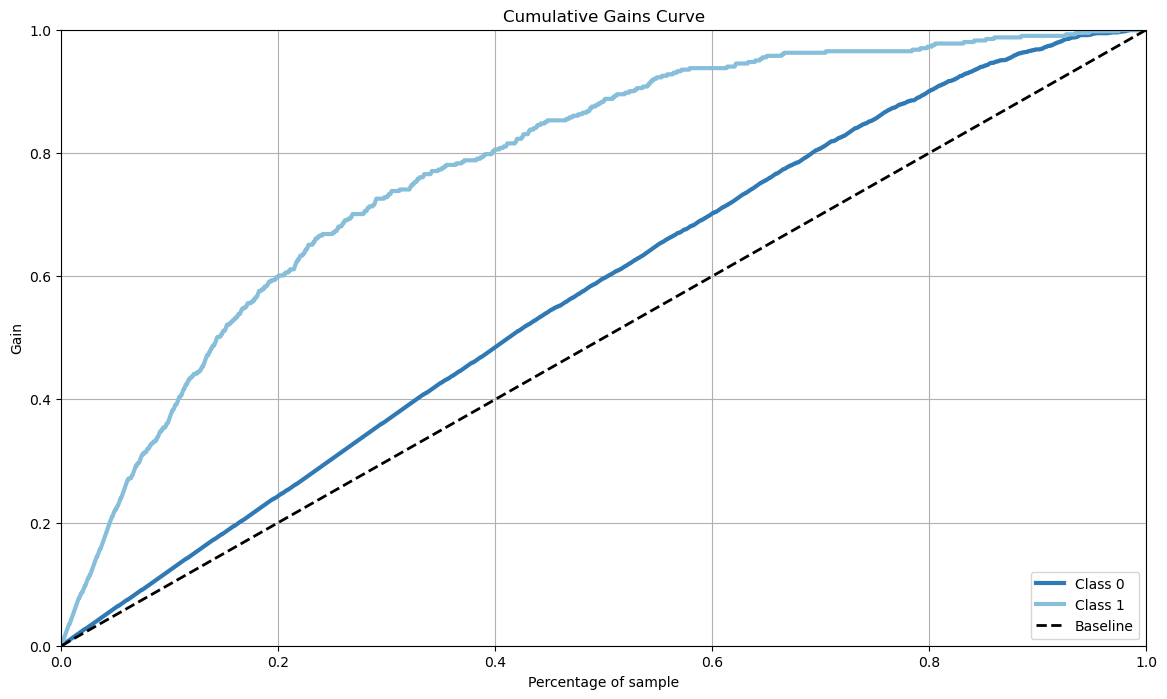 Cumulative Gains Curve
1.0
0.8
0.6
0.4
0.2
0.0
Gain
0.0 0.2 0.4 0.6 0.8 1.0
Percentage of sample
Class 0
Class 1
Baseline